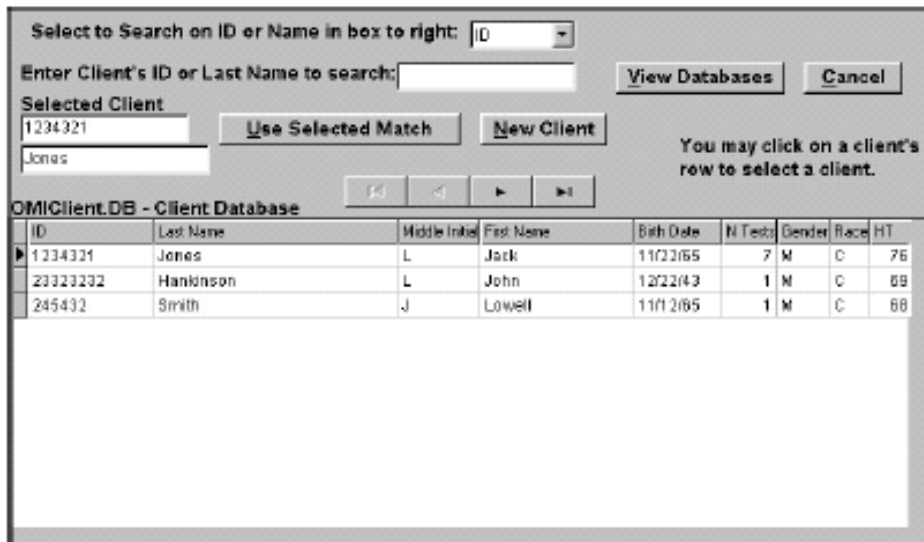 Select to Search on ID or Name in box to right: ID
Enter Client's ID or Last Name to search:
View Databases Cancel
Selected Client
1234321
Use Selected Match New Client
Jones
You may click on a client's
row to select a client.
OMIClient.DB - Client Database
ID Last Name Middle Initial First Name Birth Date N Tests Gender Race HT
1234321 Jones L Jack 11/22/65 7 M C 76
23323232 Hankinson L John 12/22/43 1 M C 69
245432 Smith J Lowell 11/12/65 1 M C 68